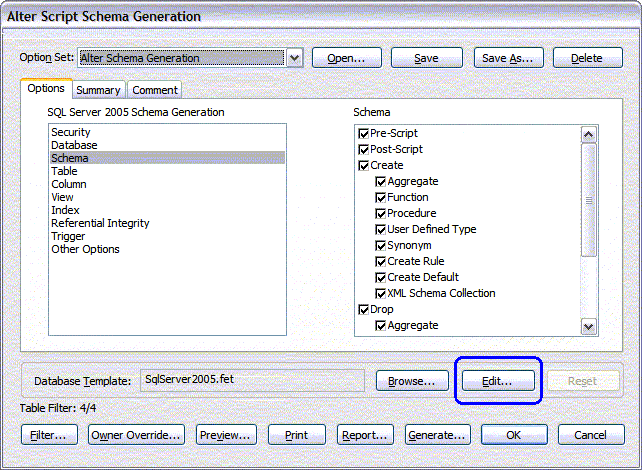 Alter Script Schema Generation
Option Set: Alter Schema Generation Open... Save Save As... Delete
Options Summary Comment
SQL Server 2005 Schema Generation
Security
Database
Schema
Table
Column
View
Index
Referential Integrity
Trigger
Other Options
Schema
Pre-Script
Post-Script
Create
Aggregate
Function
Procedure
User Defined Type
Synonym
Create Rule
Create Default
XML Schema Collection
Drop
Aggregate
Database Template: SqlServer2005.fet Browse... Edit... Reset
Table Filter: 4/4
Filter... Owner Override... Preview... Print Report... Generate... OK Cancel